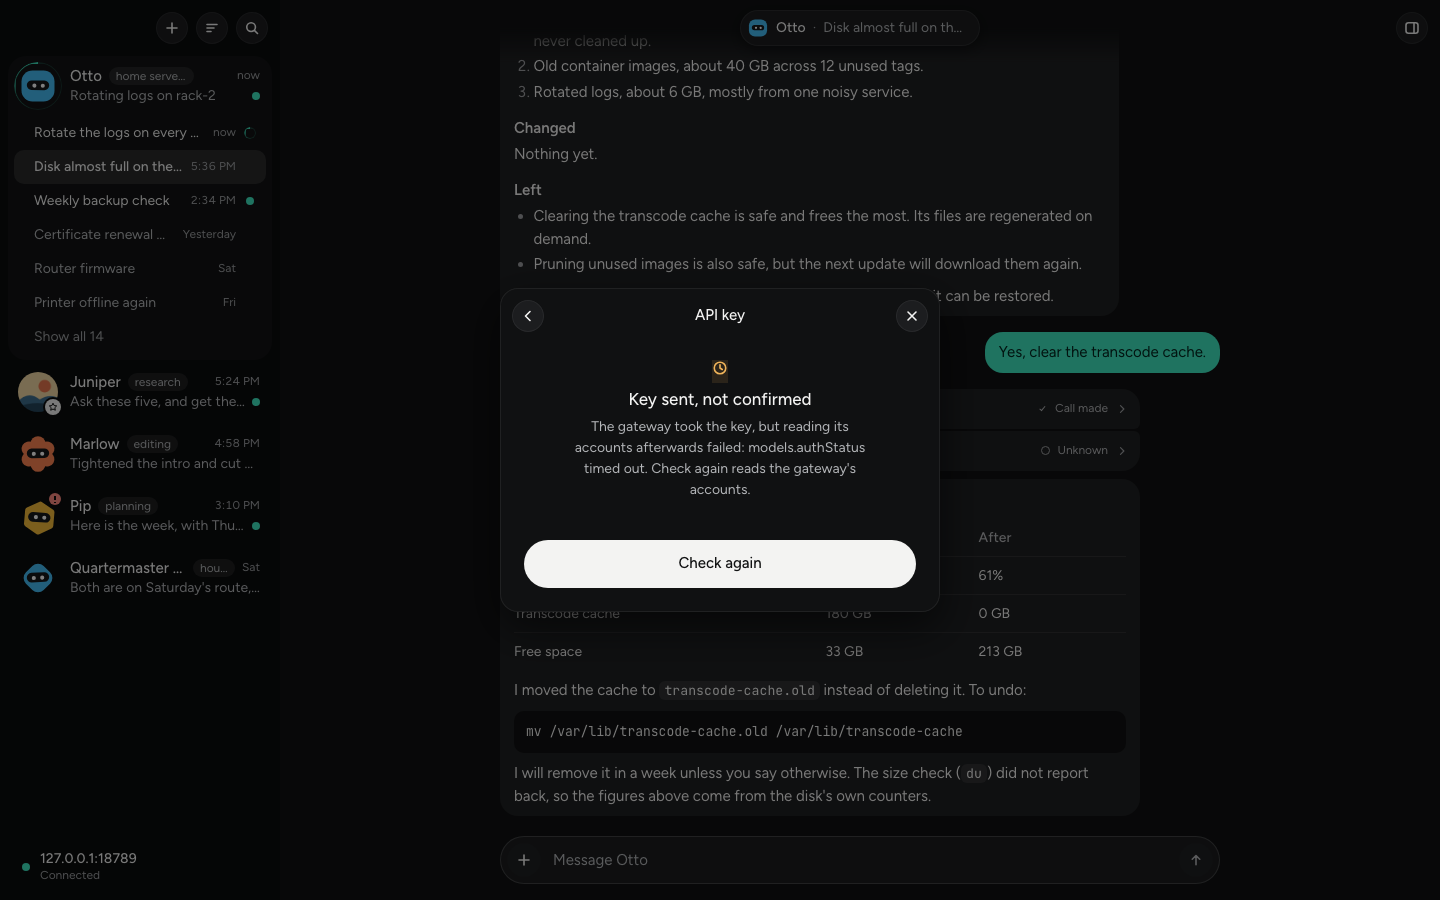 Otto · Disk almost full on th...
Otto home serve... now
Rotating logs on rack-2
Rotate the logs on every ... now
Disk almost full on the... 5:36 PM
Weekly backup check 2:34 PM
Certificate renewal ... Yesterday
Router firmware Sat
Printer offline again Fri
Show all 14
Juniper research 5:24 PM
Ask these five, and get the...
Marlow editing 4:58 PM
Tightened the intro and cut ...
Pip planning 3:10 PM
Here is the week, with Thu...
Quartermaster ... hou... Sat
Both are on Saturday's route,...
127.0.0.1:18789
Connected
never cleaned up.
2. Old container images, about 40 GB across 12 unused tags.
3. Rotated logs, about 6 GB, mostly from one noisy service.
Changed
Nothing yet.
Left
Clearing the transcode cache is safe and frees the most. Its files are regenerated on
demand.
Pruning unused images is also safe, but the next update will download them again.
it can be restored.
Yes, clear the transcode cache.
Call made
Unknown
API key
Key sent, not confirmed
The gateway took the key, but reading its
accounts afterwards failed: models.authStatus
timed out. Check again reads the gateway's
accounts.
Check again
After
61%
Transcode cache 180 GB 0 GB
Free space 33 GB 213 GB
I moved the cache to transcode-cache.old instead of deleting it. To undo:
mv /var/lib/transcode-cache.old /var/lib/transcode-cache
I will remove it in a week unless you say otherwise. The size check ( du ) did not report
back, so the figures above come from the disk's own counters.
Message Otto